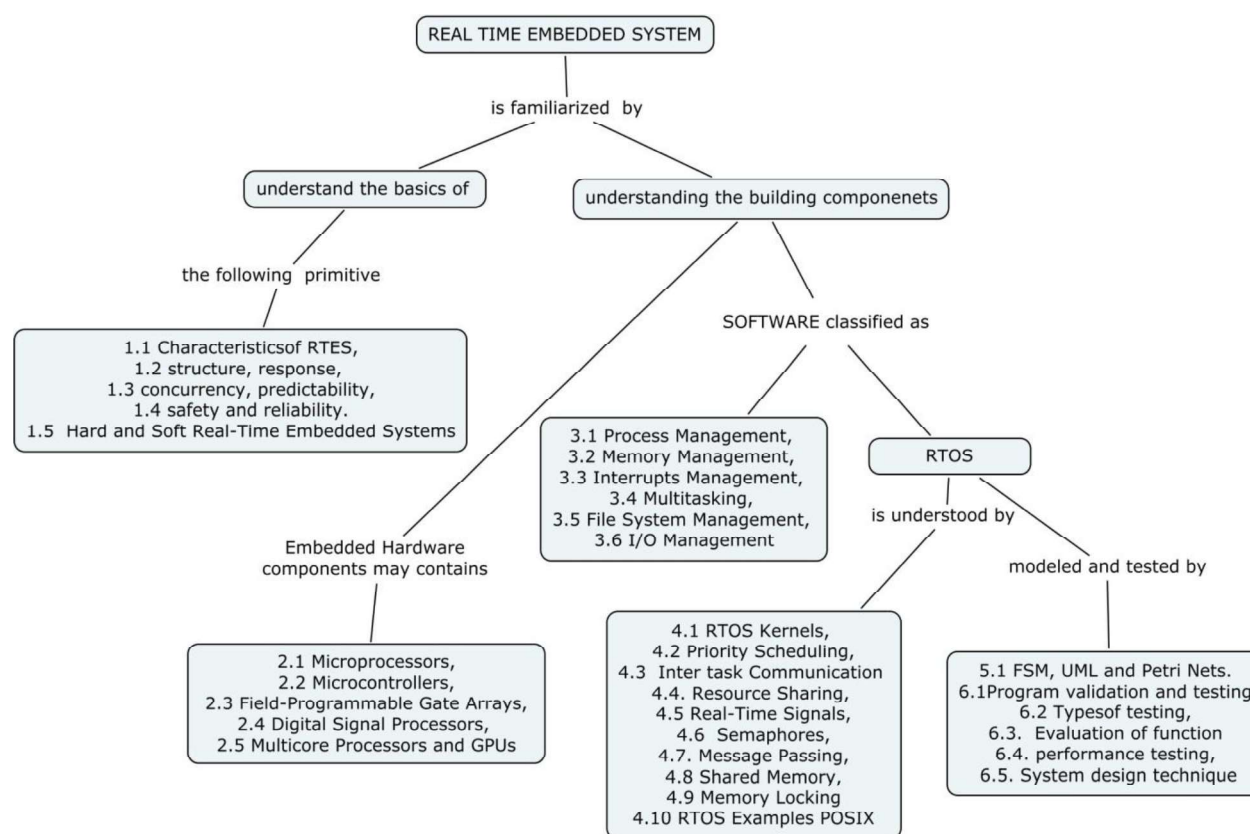 REAL TIME EMBEDDED SYSTEM
is familiarized by
understand the basics of
understanding the building componenets
the following primitive
SOFTWARE classified as
1.1 Characteristicsof RTES,
1.2 structure, response,
1.3 concurrency, predictability,
1.4 safety and reliability.
1.5 Hard and Soft Real-Time Embedded Systems
3.1 Process Management,
3.2 Memory Management,
3.3 Interrupts Management,
3.4 Multitasking,
3.5 File System Management,
3.6 I/O Management
RTOS
is understood by
modeled and tested by
Embedded Hardware
components may contains
2.1 Microprocessors,
2.2 Microcontrollers,
2.3 Field-Programmable Gate Arrays,
2.4 Digital Signal Processors,
2.5 Multicore Processors and GPUs
4.1 RTOS Kernels,
4.2 Priority Scheduling,
4.3 Inter task Communication
4.4. Resource Sharing,
4.5 Real-Time Signals,
4.6 Semaphores,
4.7. Message Passing,
4.8 Shared Memory,
4.9 Memory Locking
4.10 RTOS Examples POSIX
5.1 FSM, UML and Petri Nets.
6.1Program validation and testing
6.2 Typesof testing,
6.3. Evaluation of function
6.4. performance testing,
6.5. System design technique